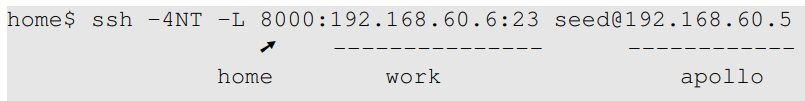 home$ ssh -4NT -L 8000:192.168.60.6:23 seed@192.168.60.5
➚ --------------- ------------
home work apollo